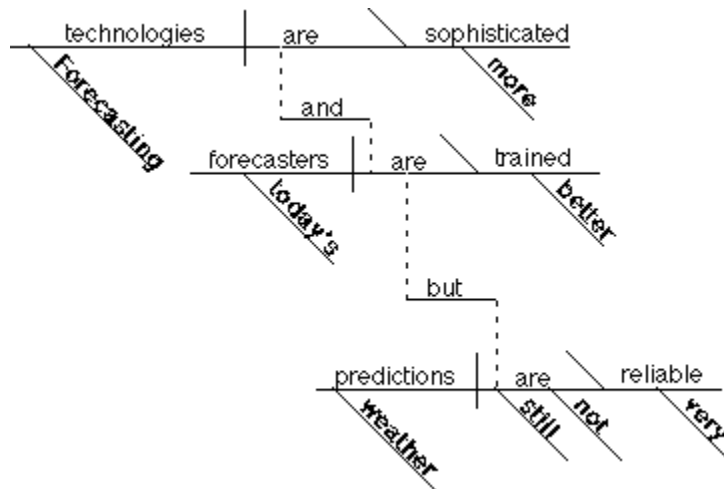 technologies are sophisticated
Forecasting more
and
forecasters are trained
today's better
but
predictions are reliable
weather still not very